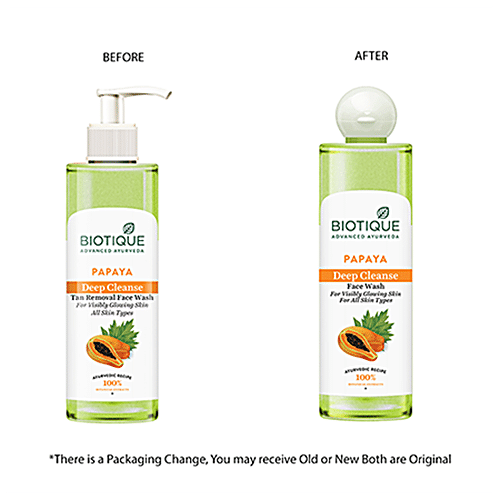 BEFORE
AFTER
BIOTIQUE
ADVANCED AYURVEDA
PAPAYA
Deep Cleanse
Tan Removal Face Wash
For Visibly Glowing Skin
All Skin Types
AYURVEDIC RECIPE
100%
BIOTIQUE
ADVANCED AYURVEDA
PAPAYA
Deep Cleanse
Face Wash
For Visibly Glowing Skin
For All Skin Types
AYURVEDIC RECIPE
100%
*There is a Packaging Change, You may receive Old or New Both are Original